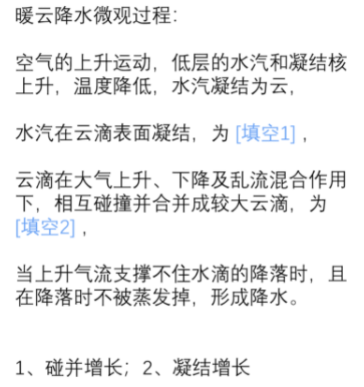 暖云降水微观过程：
空气的上升运动，低层的水汽和凝结核
上升，温度降低，水汽凝结为云，
水汽在云滴表面凝结，为 [填空1] ，
云滴在大气上升、下降及乱流混合作用
下，相互碰撞并合并成较大云滴，为
[填空2] ，
当上升气流支撑不住水滴的降落时，且
在降落时不被蒸发掉，形成降水。
1、碰并增长；2、凝结增长